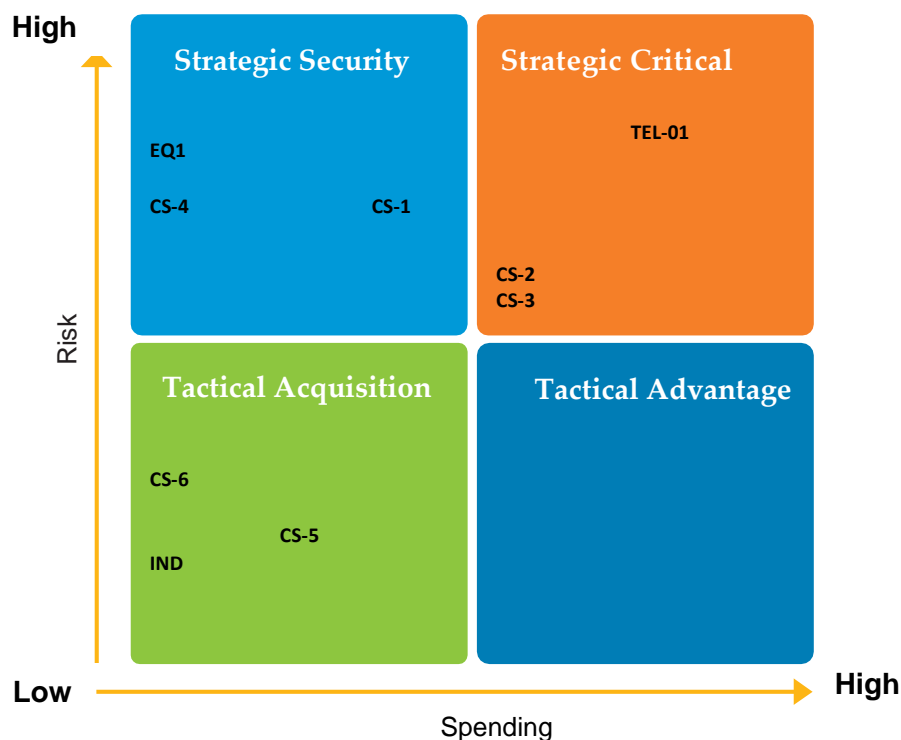 High
Strategic Security
Strategic Critical
TEL-01
EQ1
CS-4
CS-1
CS-2
CS-3
Risk
Tactical Acquisition
Tactical Advantage
CS-6
CS-5
IND
Low
High
Spending